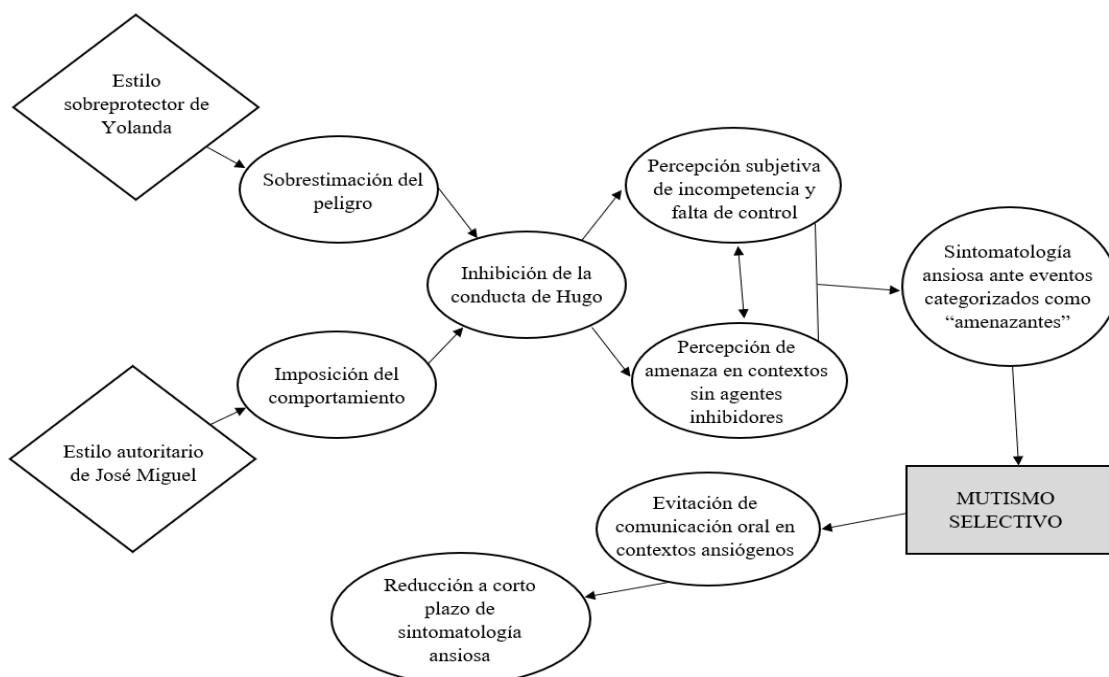 Estilo
sobreprotector de
Yolanda
Sobrestimación del
peligro
Estilo autoritario
de José Miguel
Imposición del
comportamiento
Inhibición de la
conducta de Hugo
Percepción subjetiva
de incompetencia y
falta de control
Percepción de
amenaza en contextos
sin agentes
inhibidores
Sintomatología
ansiosa ante eventos
categorizados como
“amenazantes”
MUTISMO
SELECTIVO
Evitación de
comunicación oral en
contextos ansiógenos
Reducción a corto
plazo de
sintomatología
ansiosa